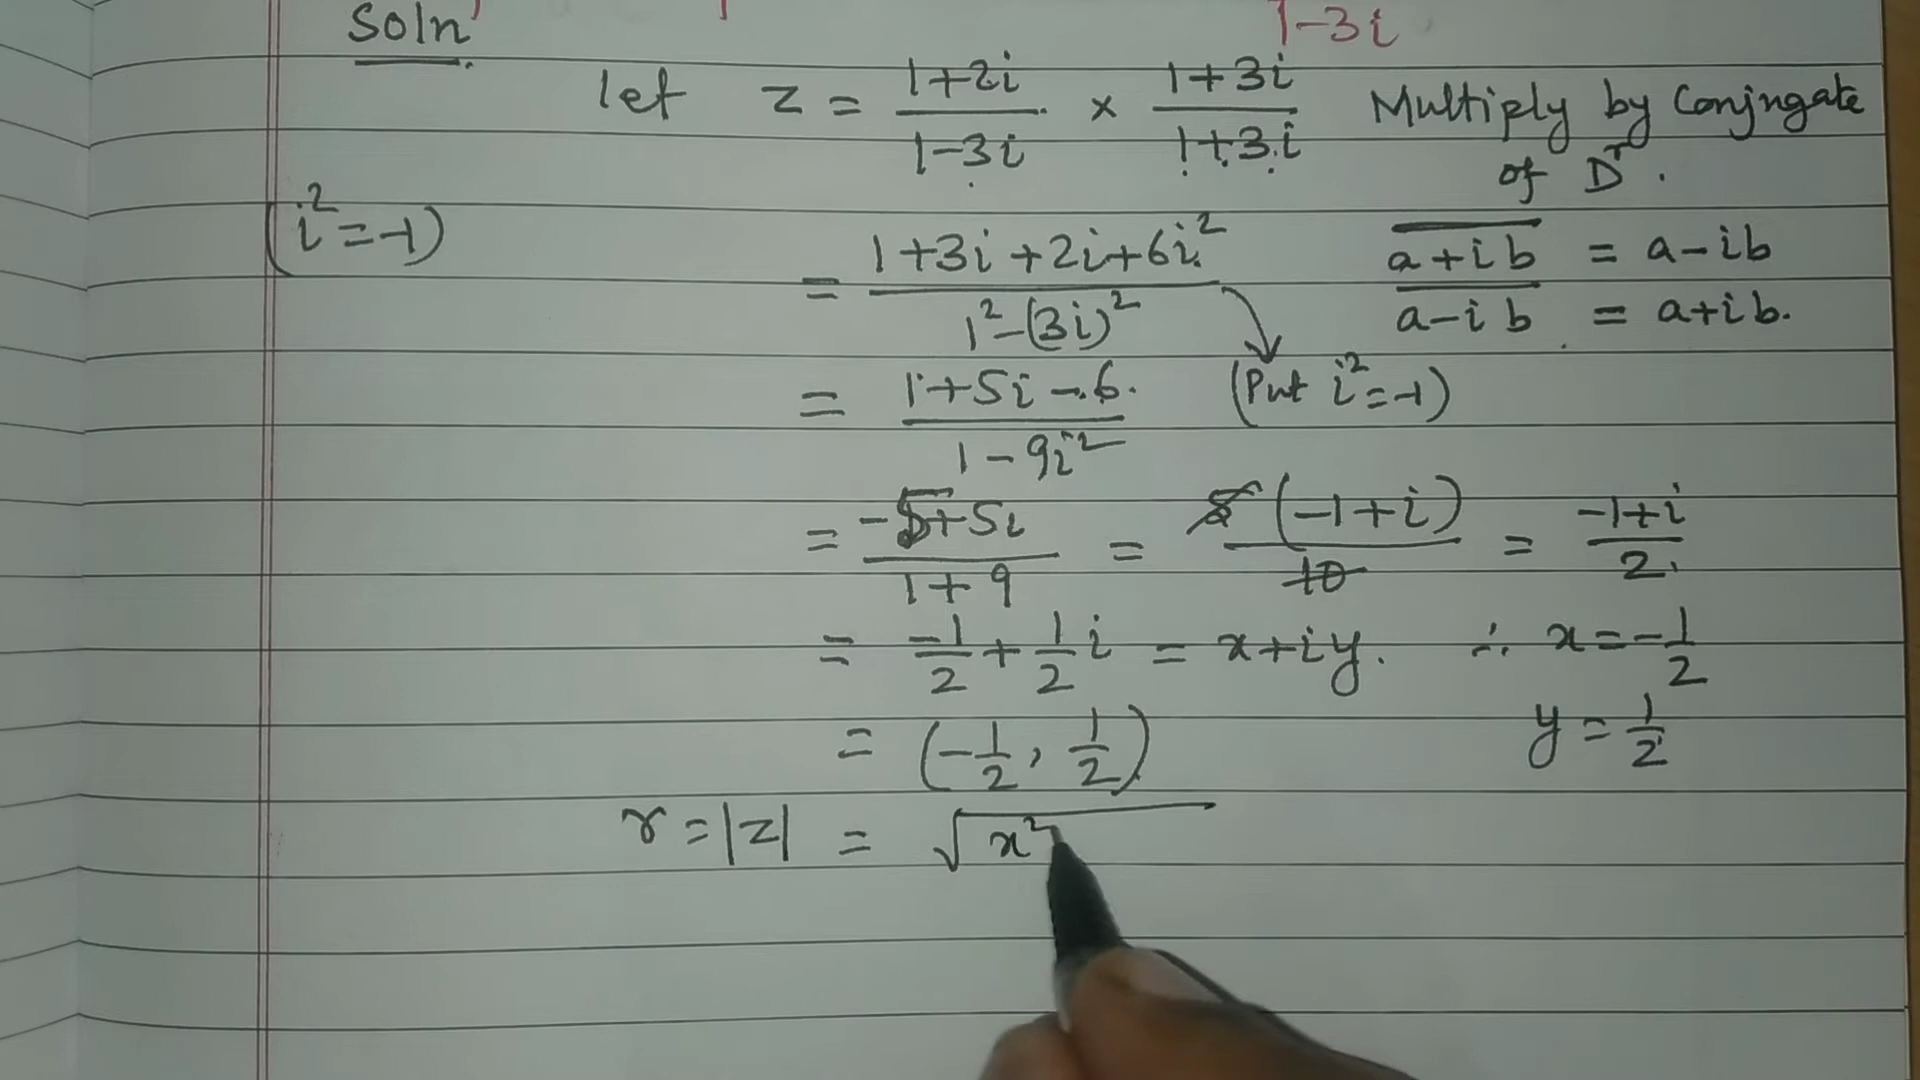 1-3i
Soln
let z = (1+2i)/(1-3i) × (1+3i)/(1+3i) Multiply by Conjugate of Dʳ.
(i² = -1)
= (1+3i+2i+6i²)/(1²-(3i)²)
\overline{a+ib} = a-ib
\overline{a-ib} = a+ib.
= (1+5i-6)/(1-9i²) (Put i²=-1)
= (-5+5i)/(1+9) = 5(-1+i)/10 = (-1+i)/2
= -1/2 + 1/2 i = x+iy. ∴ x = -1/2
y = 1/2
= (-1/2, 1/2)
r = |z| = √x²